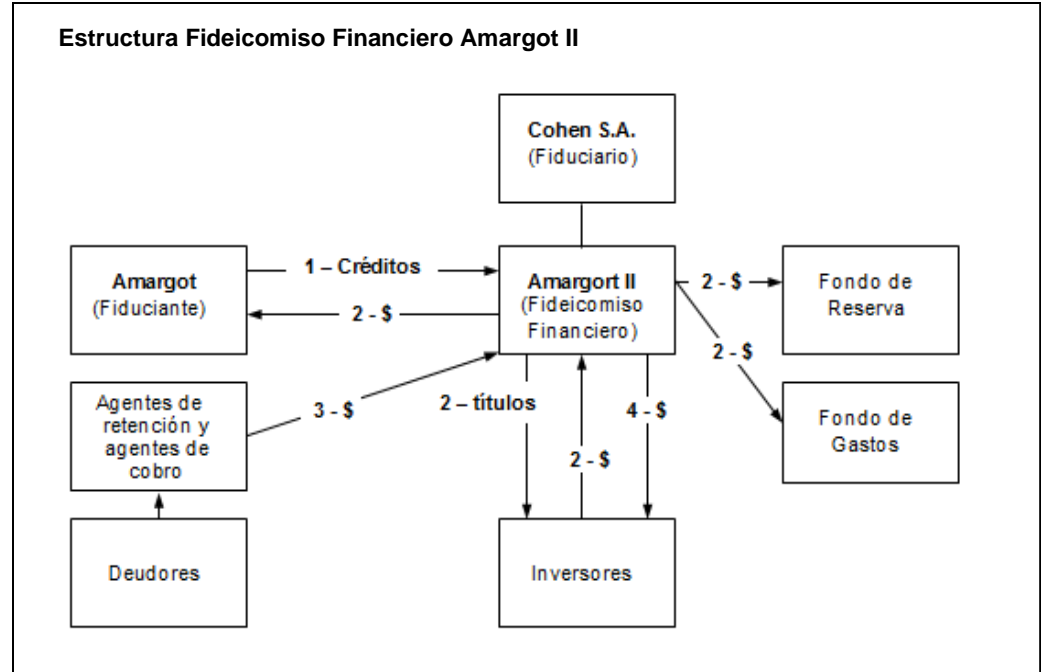 Estructura Fideicomiso Financiero Amargot II
Cohen S.A.
(Fiduciario)
Amargot
(Fiduciante)
1 – Créditos
2 - $
Amargort II
(Fideicomiso
Financiero)
2 - $
Fondo de
Reserva
2 - $
Fondo de
Gastos
Agentes de
retención y
agentes de
cobro
3 - $
2 – títulos
4 - $
2 - $
Deudores
Inversores